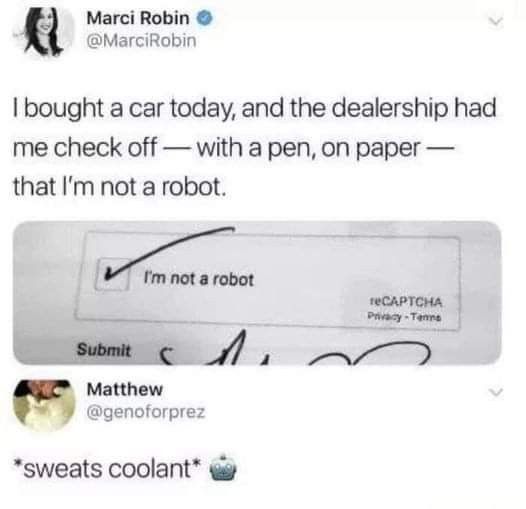 Marci Robin
@MarciRobin
I bought a car today, and the dealership had
me check off — with a pen, on paper —
that I'm not a robot.
I'm not a robot
reCAPTCHA
Privacy - Terms
Submit
Matthew
@genoforprez
*sweats coolant* 🤖